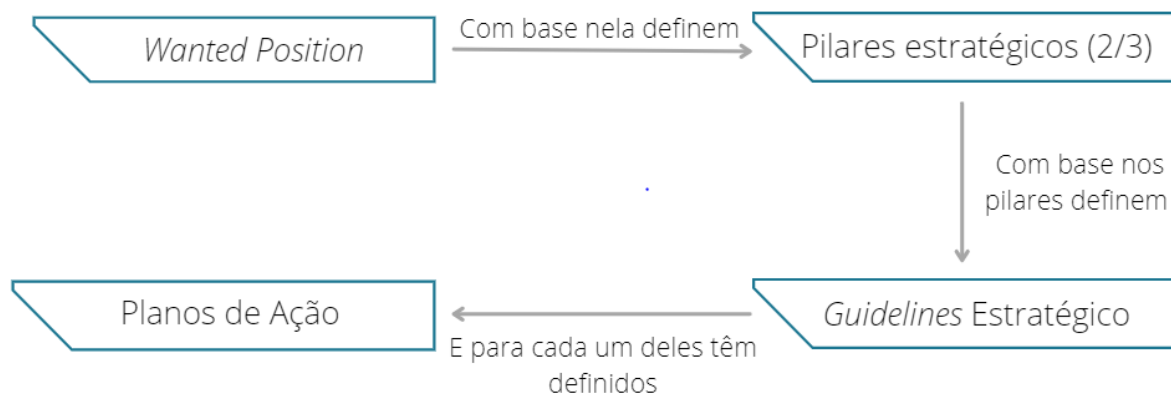 Wanted Position
Com base nela definem
Pilares estratégicos (2/3)
Com base nos
pilares definem
Guidelines Estratégico
E para cada um deles têm
definidos
Planos de Ação